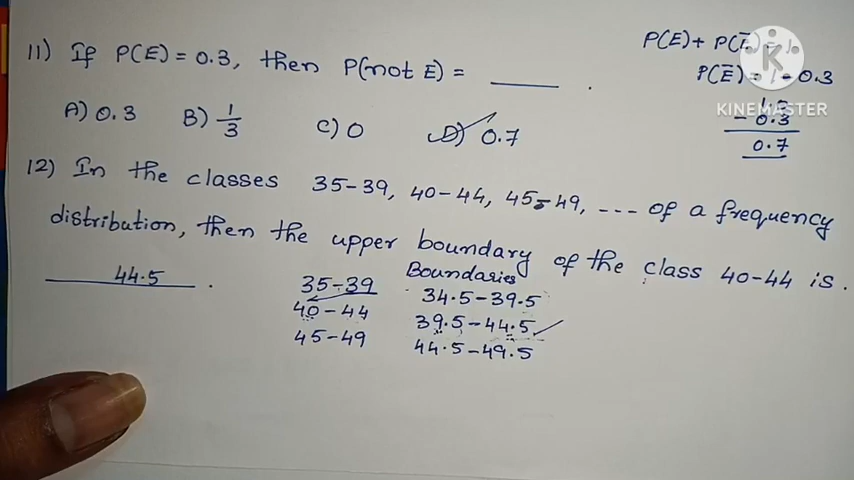 11) If P(E) = 0.3, then P(not E) = ______ .
P(E) + P(E̅) =
P(E̅) = 1 - 0.3
- 0.3
0.7
A) 0.3 B) 1/3 C) 0 D) 0.7
KINEMASTER
12) In the classes 35-39, 40-44, 45-49, --- of a frequency
distribution, then the upper boundary of the class 40-44 is.
44.5 .
Boundaries
35-39 34.5-39.5
40-44 39.5-44.5
45-49 44.5-49.5